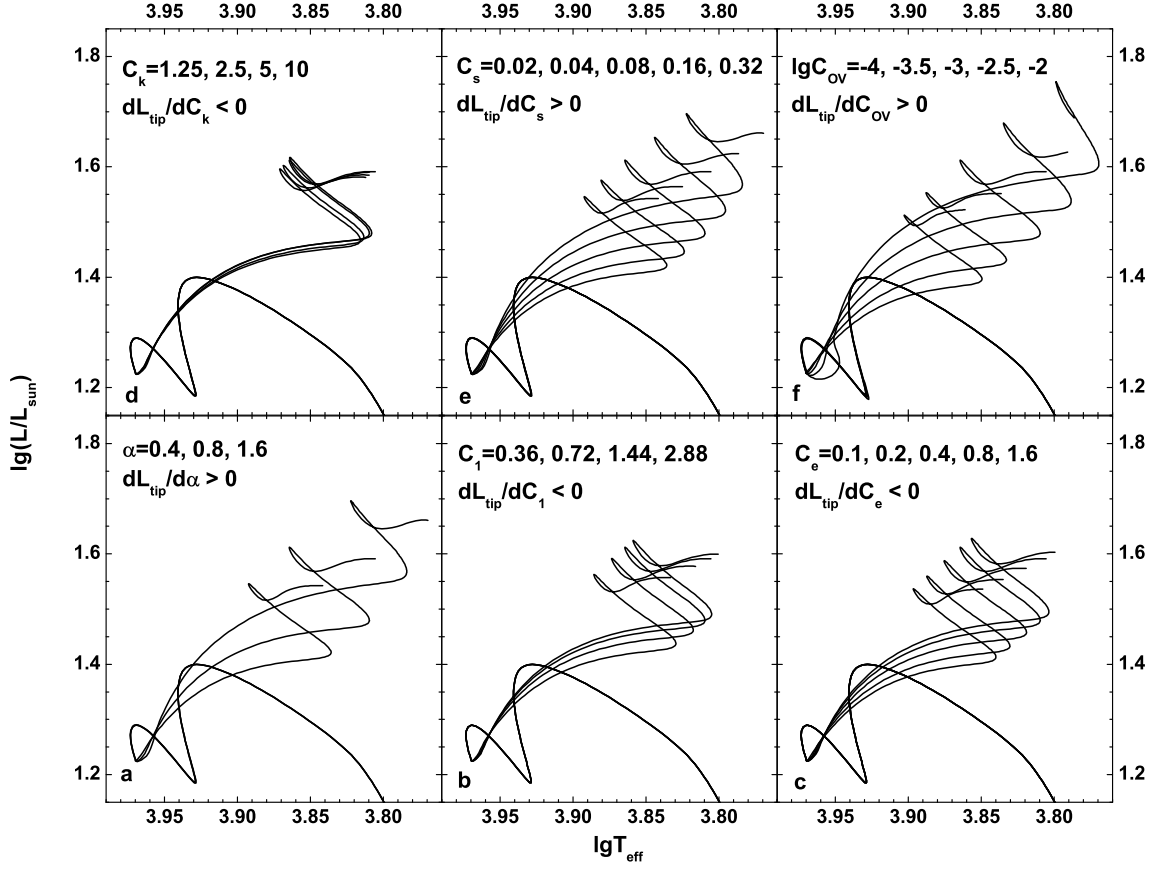 3.95 3.90 3.85 3.80 3.95 3.90 3.85 3.80 3.95 3.90 3.85 3.80
1.8 1.8
C_k=1.25, 2.5, 5, 10
dL_tip/dC_k < 0
C_s=0.02, 0.04, 0.08, 0.16, 0.32
dL_tip/dC_s > 0
lgC_OV=-4, -3.5, -3, -2.5, -2
dL_tip/dC_OV > 0
1.6 1.6
1.4 1.4
1.2 1.2
d e f
lg(L/L_sun)
1.8 1.8
α=0.4, 0.8, 1.6
dL_tip/dα > 0
C_1=0.36, 0.72, 1.44, 2.88
dL_tip/dC_1 < 0
C_e=0.1, 0.2, 0.4, 0.8, 1.6
dL_tip/dC_e < 0
1.6 1.6
1.4 1.4
1.2 1.2
a b c
3.95 3.90 3.85 3.80 3.95 3.90 3.85 3.80 3.95 3.90 3.85 3.80
lgT_eff